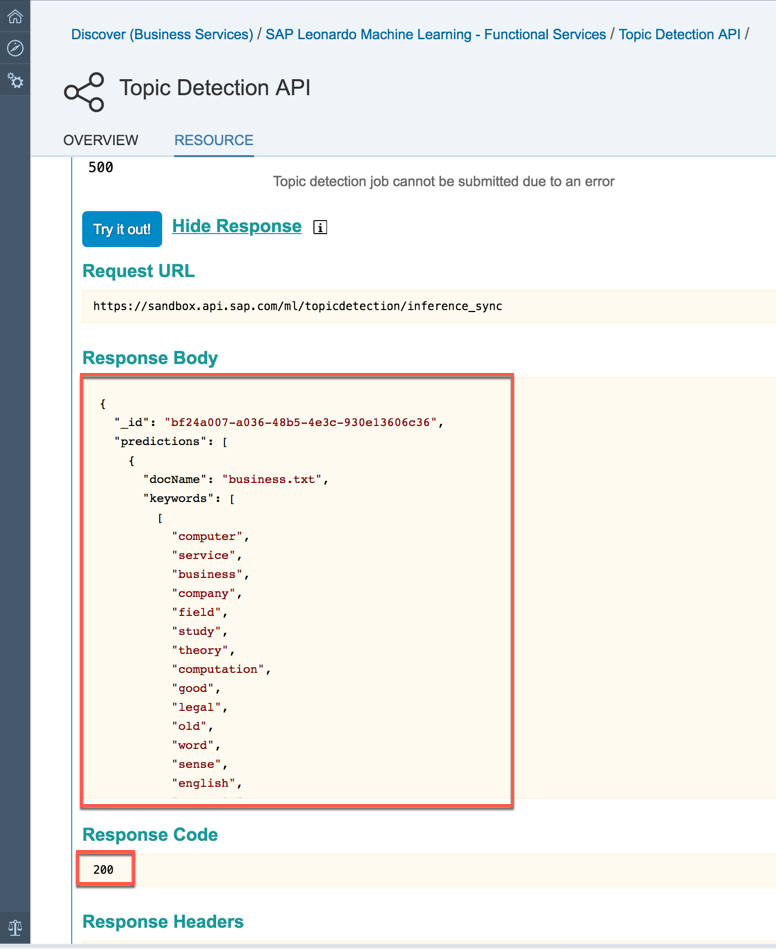 Discover (Business Services) / SAP Leonardo Machine Learning - Functional Services / Topic Detection API /
Topic Detection API
OVERVIEW RESOURCE
500
Topic detection job cannot be submitted due to an error
Try it out! Hide Response i
Request URL
https://sandbox.api.sap.com/ml/topicdetection/inference_sync
Response Body
{
"_id": "bf24a007-a036-48b5-4e3c-930e13606c36",
"predictions": [
{
"docName": "business.txt",
"keywords": [
[
"computer",
"service",
"business",
"company",
"field",
"study",
"theory",
"computation",
"good",
"legal",
"old",
"word",
"sense",
"english",
Response Code
200
Response Headers